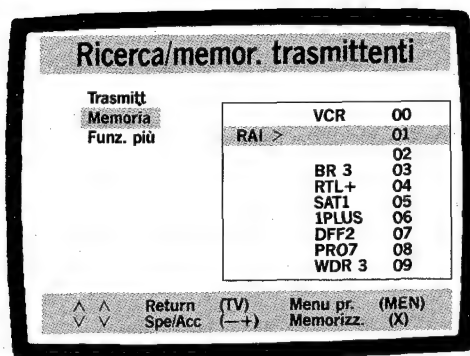 Ricerca/memor. trasmittenti
Trasmitt
Memoria
Funz. più
VCR 00
RAI > 01
02
BR 3 03
RTL+ 04
SAT1 05
1PLUS 06
DFF2 07
PRO7 08
WDR 3 09
∧ ∧ Return (TV) Menu pr. (MEN)
∨ ∨ Spe/Acc (−+) Memorizz. (X)